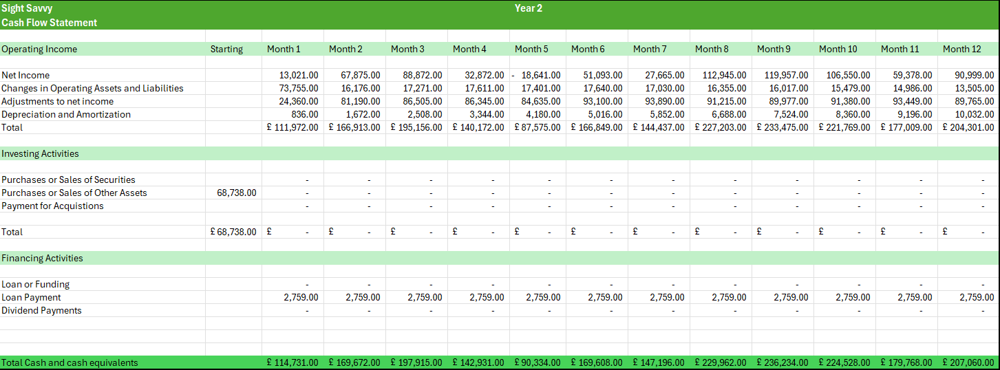 Sight Savvy Year 2
Cash Flow Statement
Operating Income Starting Month 1 Month 2 Month 3 Month 4 Month 5 Month 6 Month 7 Month 8 Month 9 Month 10 Month 11 Month 12
Net Income 13,021.00 67,875.00 88,872.00 32,872.00 - 18,641.00 51,093.00 27,665.00 112,945.00 119,957.00 106,550.00 59,378.00 90,999.00
Changes in Operating Assets and Liabilities 73,755.00 16,176.00 17,271.00 17,611.00 17,401.00 17,640.00 17,030.00 16,355.00 16,017.00 15,479.00 14,986.00 13,505.00
Adjustments to net income 24,360.00 81,190.00 86,505.00 86,345.00 84,635.00 93,100.00 93,890.00 91,215.00 89,977.00 91,380.00 93,449.00 89,765.00
Depreciation and Amortization 836.00 1,672.00 2,508.00 3,344.00 4,180.00 5,016.00 5,852.00 6,688.00 7,524.00 8,360.00 9,196.00 10,032.00
Total £ 111,972.00 £ 166,913.00 £ 195,156.00 £ 140,172.00 £ 87,575.00 £ 166,849.00 £ 144,437.00 £ 227,203.00 £ 233,475.00 £ 221,769.00 £ 177,009.00 £ 204,301.00
Investing Activities
Purchases or Sales of Securities - - - - - - - - - - - -
Purchases or Sales of Other Assets 68,738.00 - - - - - - - - - - - -
Payment for Acquistions - - - - - - - - - - - -
Total £ 68,738.00 £ - £ - £ - £ - £ - £ - £ - £ - £ - £ - £ - £ -
Financing Activities
Loan or Funding - - - - - - - - - - - -
Loan Payment 2,759.00 2,759.00 2,759.00 2,759.00 2,759.00 2,759.00 2,759.00 2,759.00 2,759.00 2,759.00 2,759.00 2,759.00
Dividend Payments - - - - - - - - - - - -
Total Cash and cash equivalents £ 114,731.00 £ 169,672.00 £ 197,915.00 £ 142,931.00 £ 90,334.00 £ 169,608.00 £ 147,196.00 £ 229,962.00 £ 236,234.00 £ 224,528.00 £ 179,768.00 £ 207,060.00